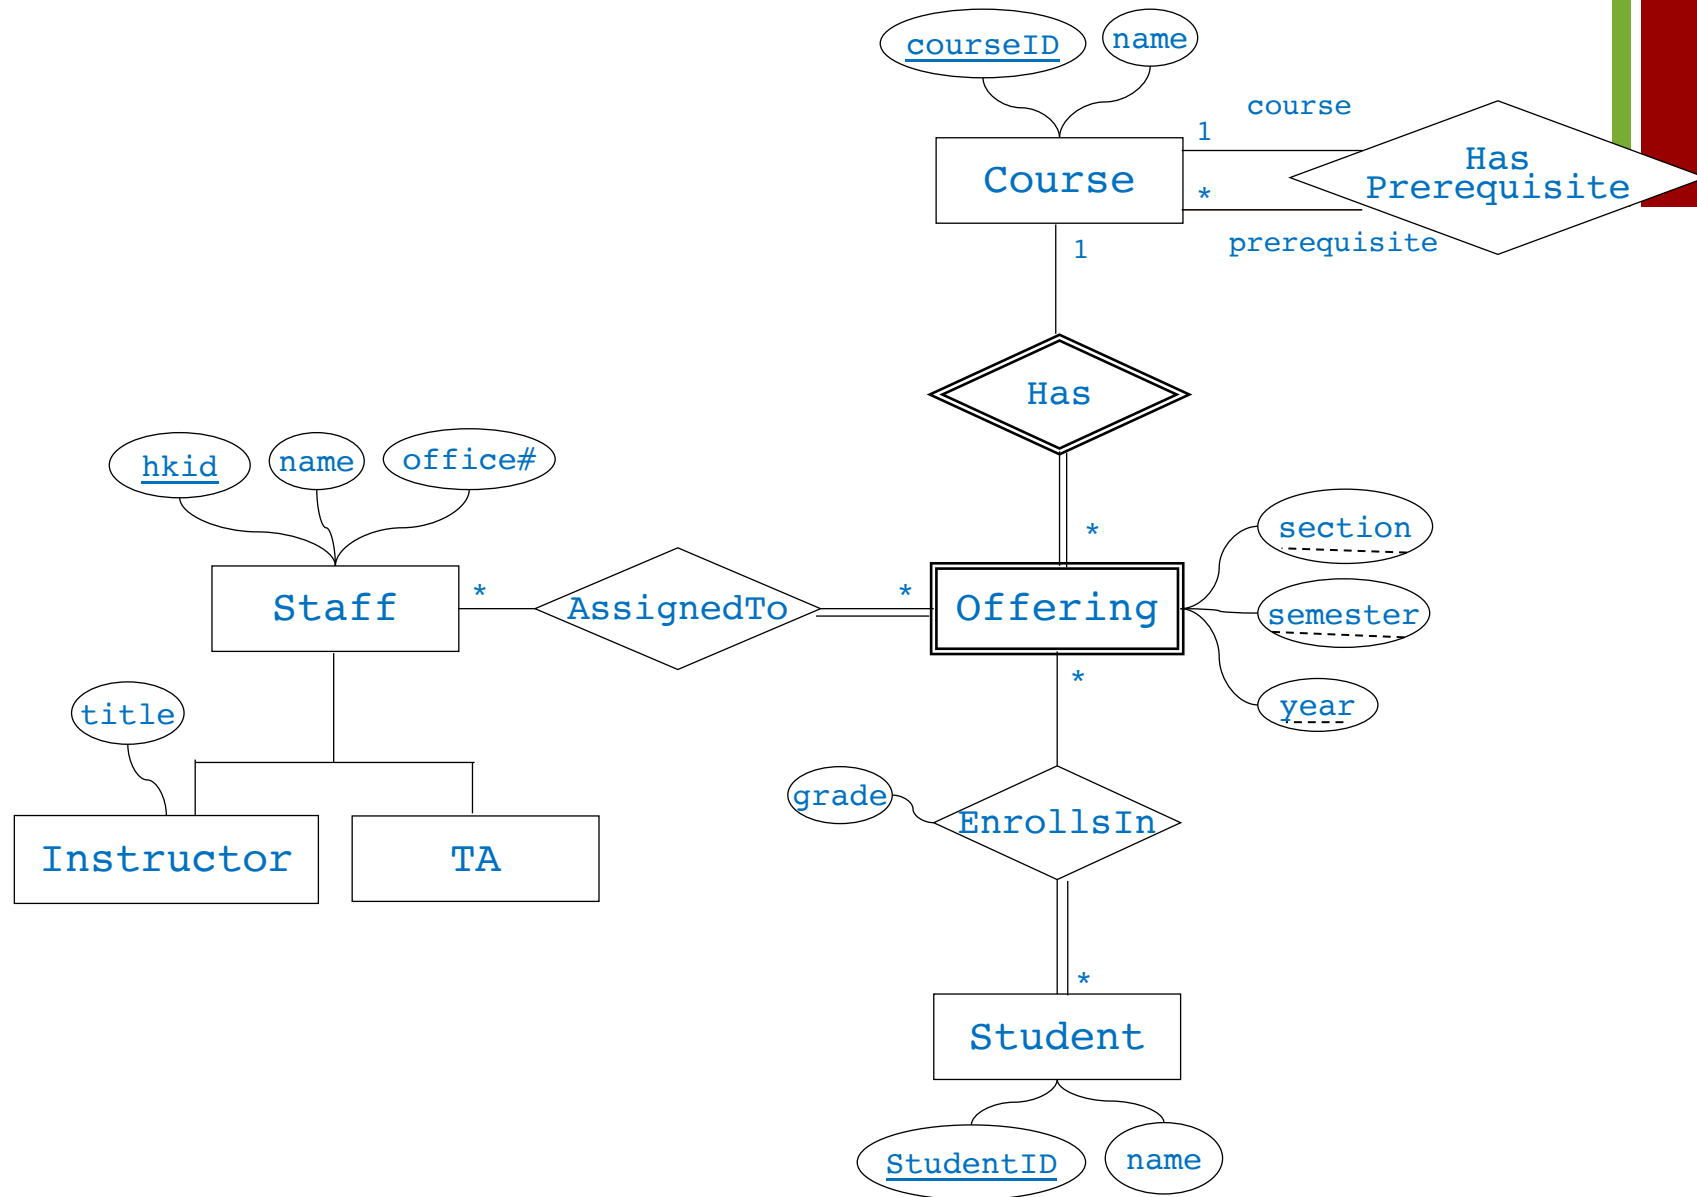 courseID
name
course
1
Course
Has
Prerequisite
*
prerequisite
1
Has
hkid
name
office#
*
section
Staff
*
AssignedTo
*
Offering
semester
*
year
title
grade
EnrollsIn
Instructor
TA
*
Student
StudentID
name